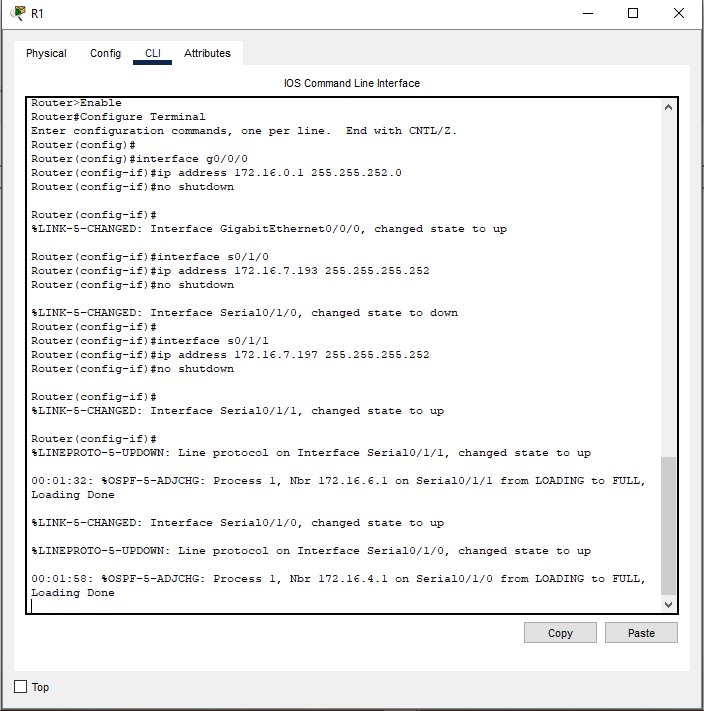 R1
Physical Config CLI Attributes
IOS Command Line Interface
Router>Enable
Router#Configure Terminal
Enter configuration commands, one per line.  End with CNTL/Z.
Router(config)#
Router(config)#interface g0/0/0
Router(config-if)#ip address 172.16.0.1 255.255.252.0
Router(config-if)#no shutdown
Router(config-if)#
%LINK-5-CHANGED: Interface GigabitEthernet0/0/0, changed state to up
Router(config-if)#interface s0/1/0
Router(config-if)#ip address 172.16.7.193 255.255.255.252
Router(config-if)#no shutdown
%LINK-5-CHANGED: Interface Serial0/1/0, changed state to down
Router(config-if)#
Router(config-if)#interface s0/1/1
Router(config-if)#ip address 172.16.7.197 255.255.255.252
Router(config-if)#no shutdown
Router(config-if)#
%LINK-5-CHANGED: Interface Serial0/1/1, changed state to up
Router(config-if)#
%LINEPROTO-5-UPDOWN: Line protocol on Interface Serial0/1/1, changed state to up
00:01:32: %OSPF-5-ADJCHG: Process 1, Nbr 172.16.6.1 on Serial0/1/1 from LOADING to FULL,
Loading Done
%LINK-5-CHANGED: Interface Serial0/1/0, changed state to up
%LINEPROTO-5-UPDOWN: Line protocol on Interface Serial0/1/0, changed state to up
00:01:58: %OSPF-5-ADJCHG: Process 1, Nbr 172.16.4.1 on Serial0/1/0 from LOADING to FULL,
Loading Done
Copy Paste
Top